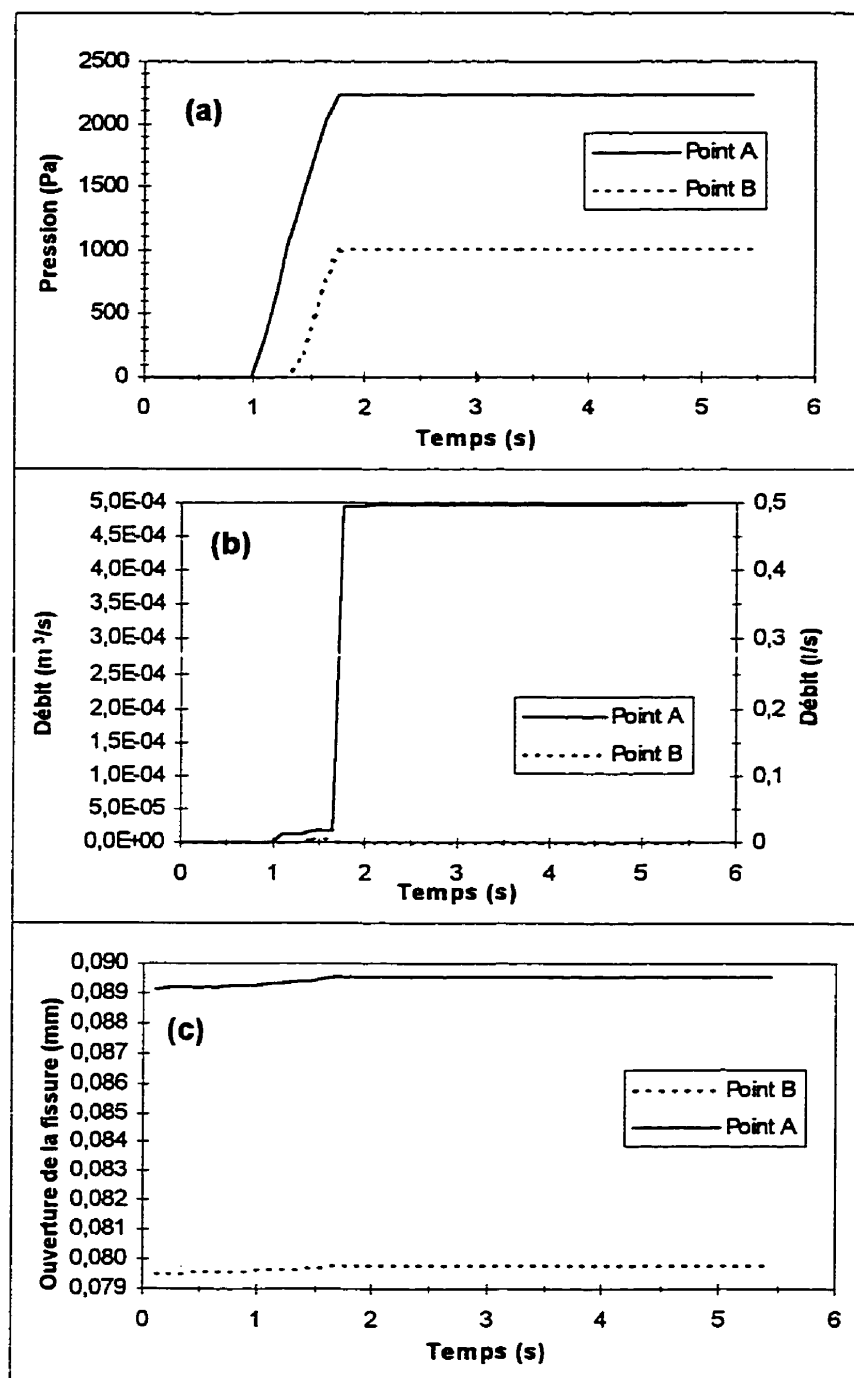 2500
2000
1500
1000
500
0
Pression (Pa)
(a)
Point A
Point B
0 1 2 3 4 5 6
Temps (s)
5,0E-04
4,5E-04
4,0E-04
3,5E-04
3,0E-04
2,5E-04
2,0E-04
1,5E-04
1,0E-04
5,0E-05
0,0E+00
Débit (m³/s)
(b)
Point A
Point B
0,5
0,4
0,3
0,2
0,1
0
Débit (l/s)
0 1 2 3 4 5 6
Temps (s)
0,090
0,089
0,088
0,087
0,086
0,085
0,084
0,083
0,082
0,081
0,080
0,079
Ouverture de la fissure (mm)
(c)
Point B
Point A
0 1 2 3 4 5 6
Temps (s)